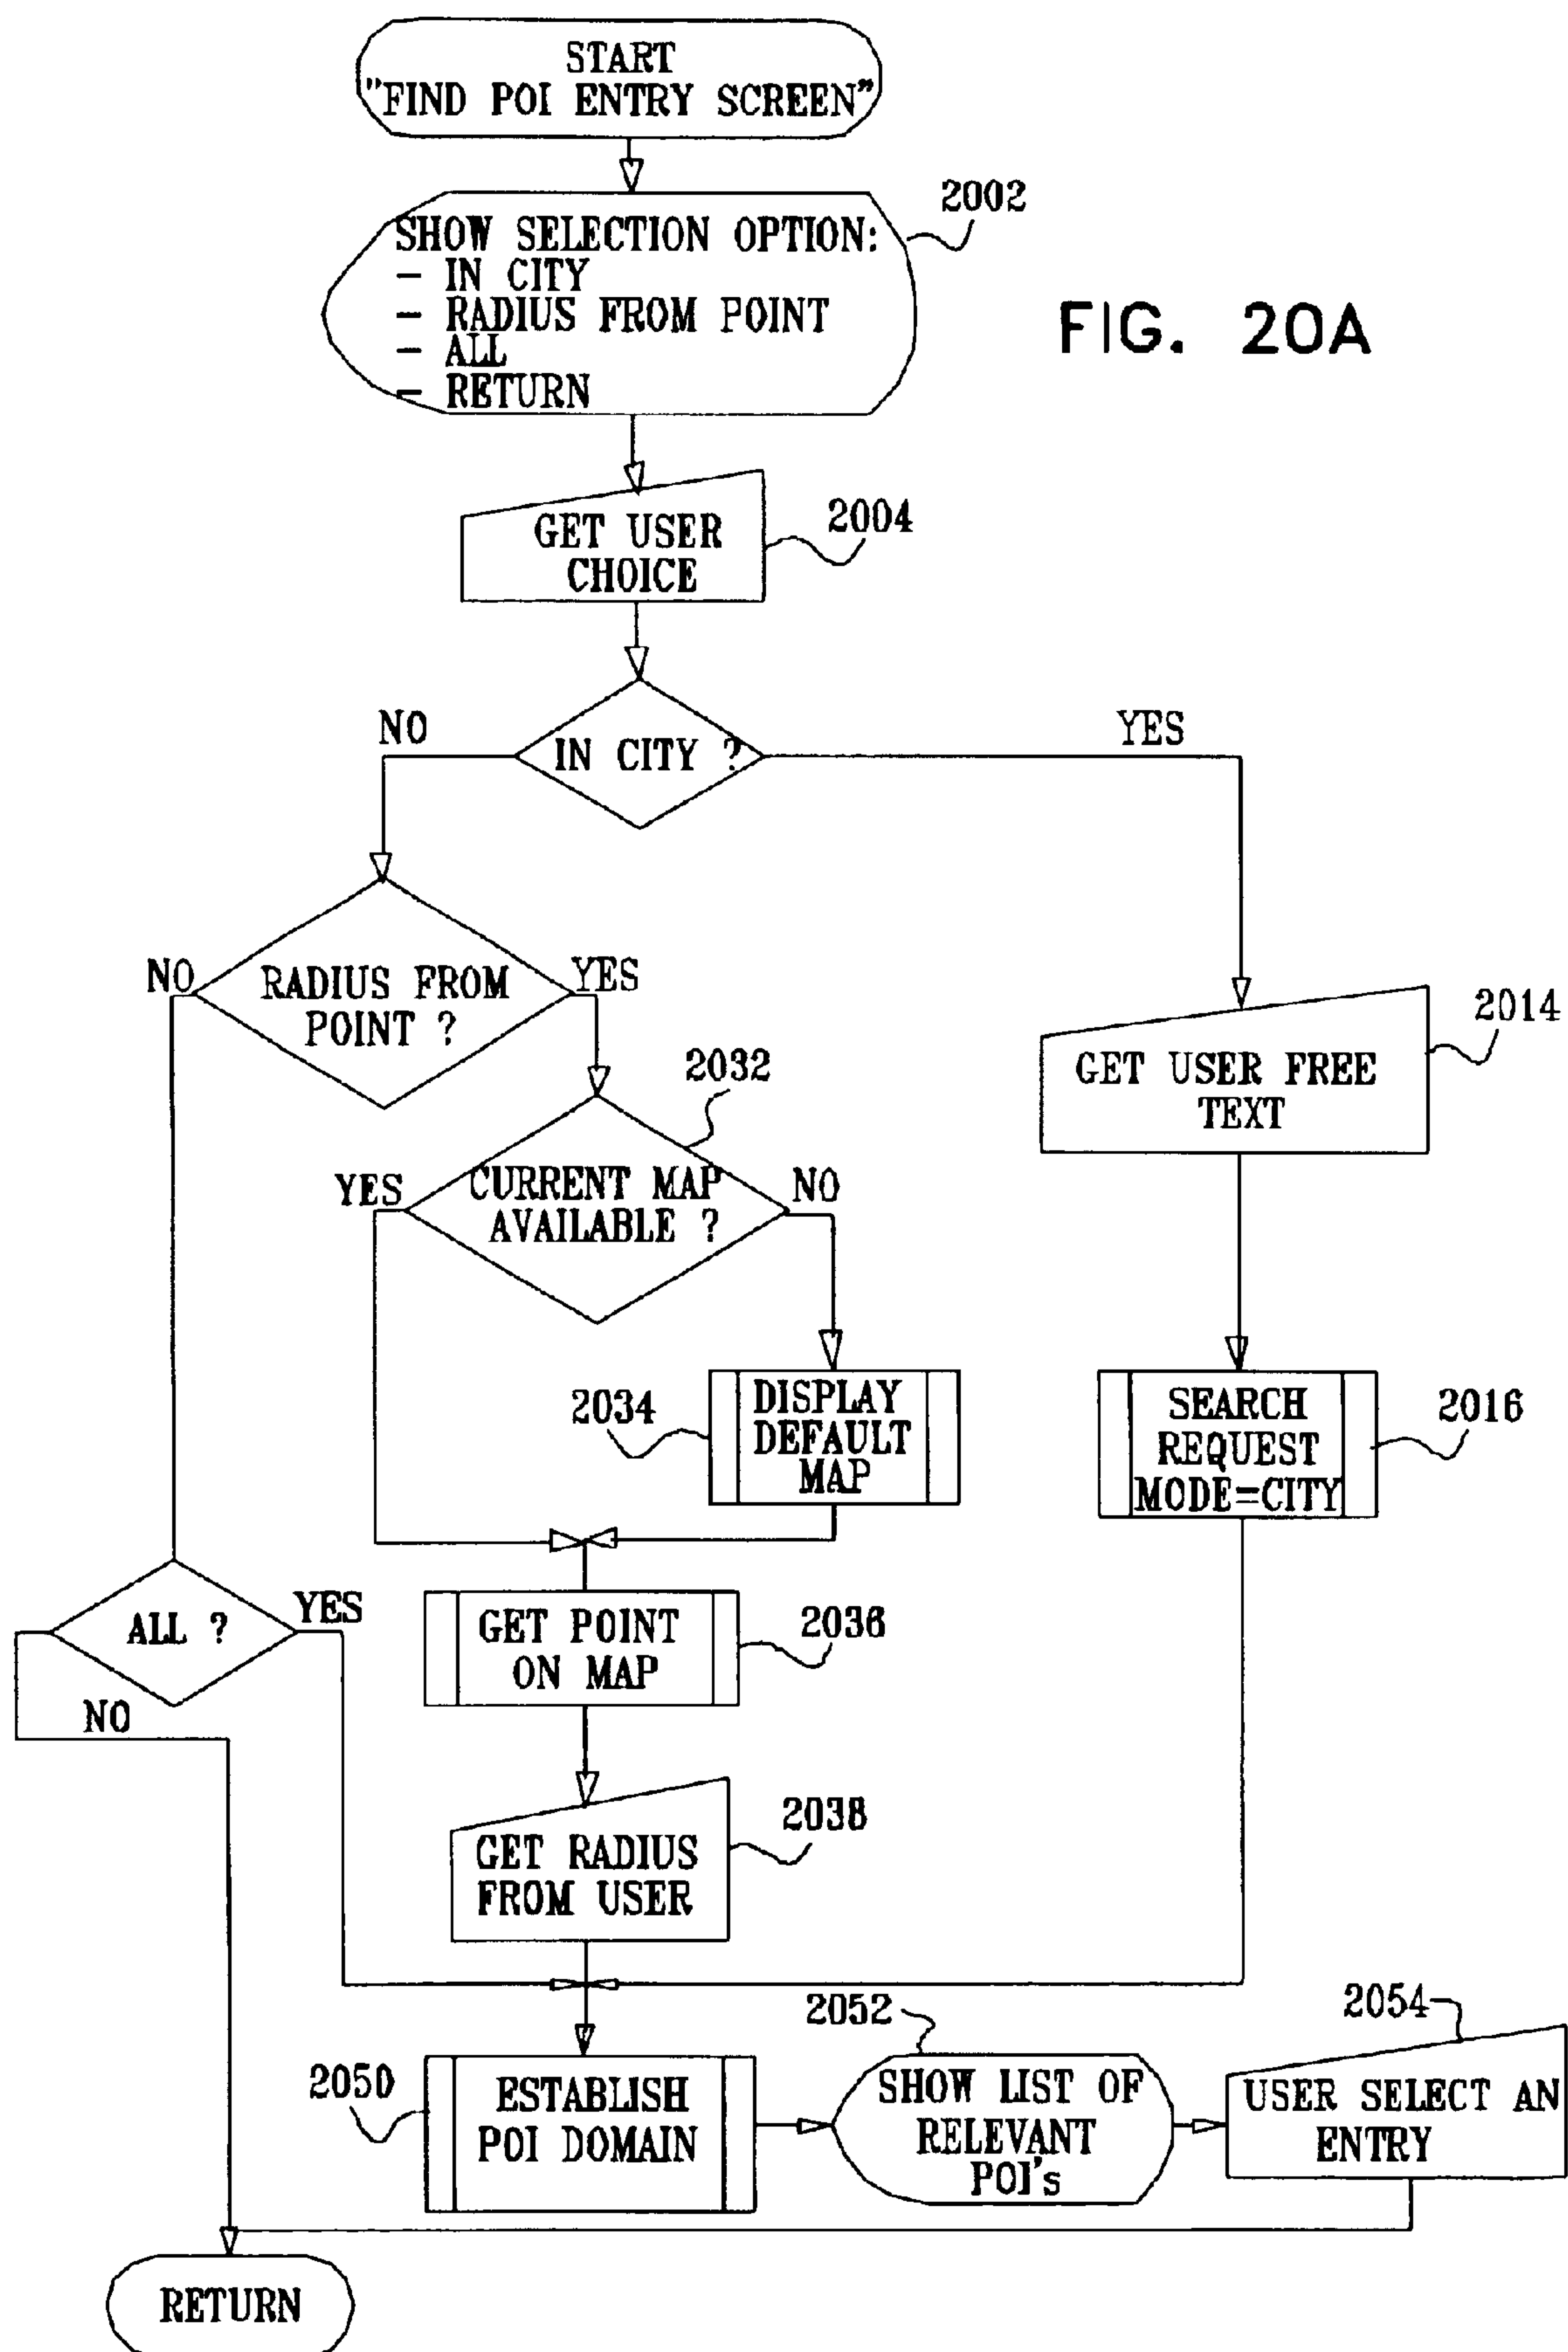 START
"FIND POI ENTRY SCREEN"
2002
SHOW SELECTION OPTION:
- IN CITY
- RADIUS FROM POINT
- ALL
- RETURN
FIG. 20A
2004
GET USER
CHOICE
NO
IN CITY ?
YES
NO
RADIUS FROM
POINT ?
YES
2014
GET USER FREE
TEXT
2032
YES
CURRENT MAP
AVAILABLE ?
NO
2034
DISPLAY
DEFAULT
MAP
SEARCH
REQUEST
MODE=CITY
2016
ALL ?
YES
NO
GET POINT
ON MAP
2036
2038
GET RADIUS
FROM USER
2050
ESTABLISH
POI DOMAIN
2052
SHOW LIST OF
RELEVANT
POI's
2054
USER SELECT AN
ENTRY
RETURN